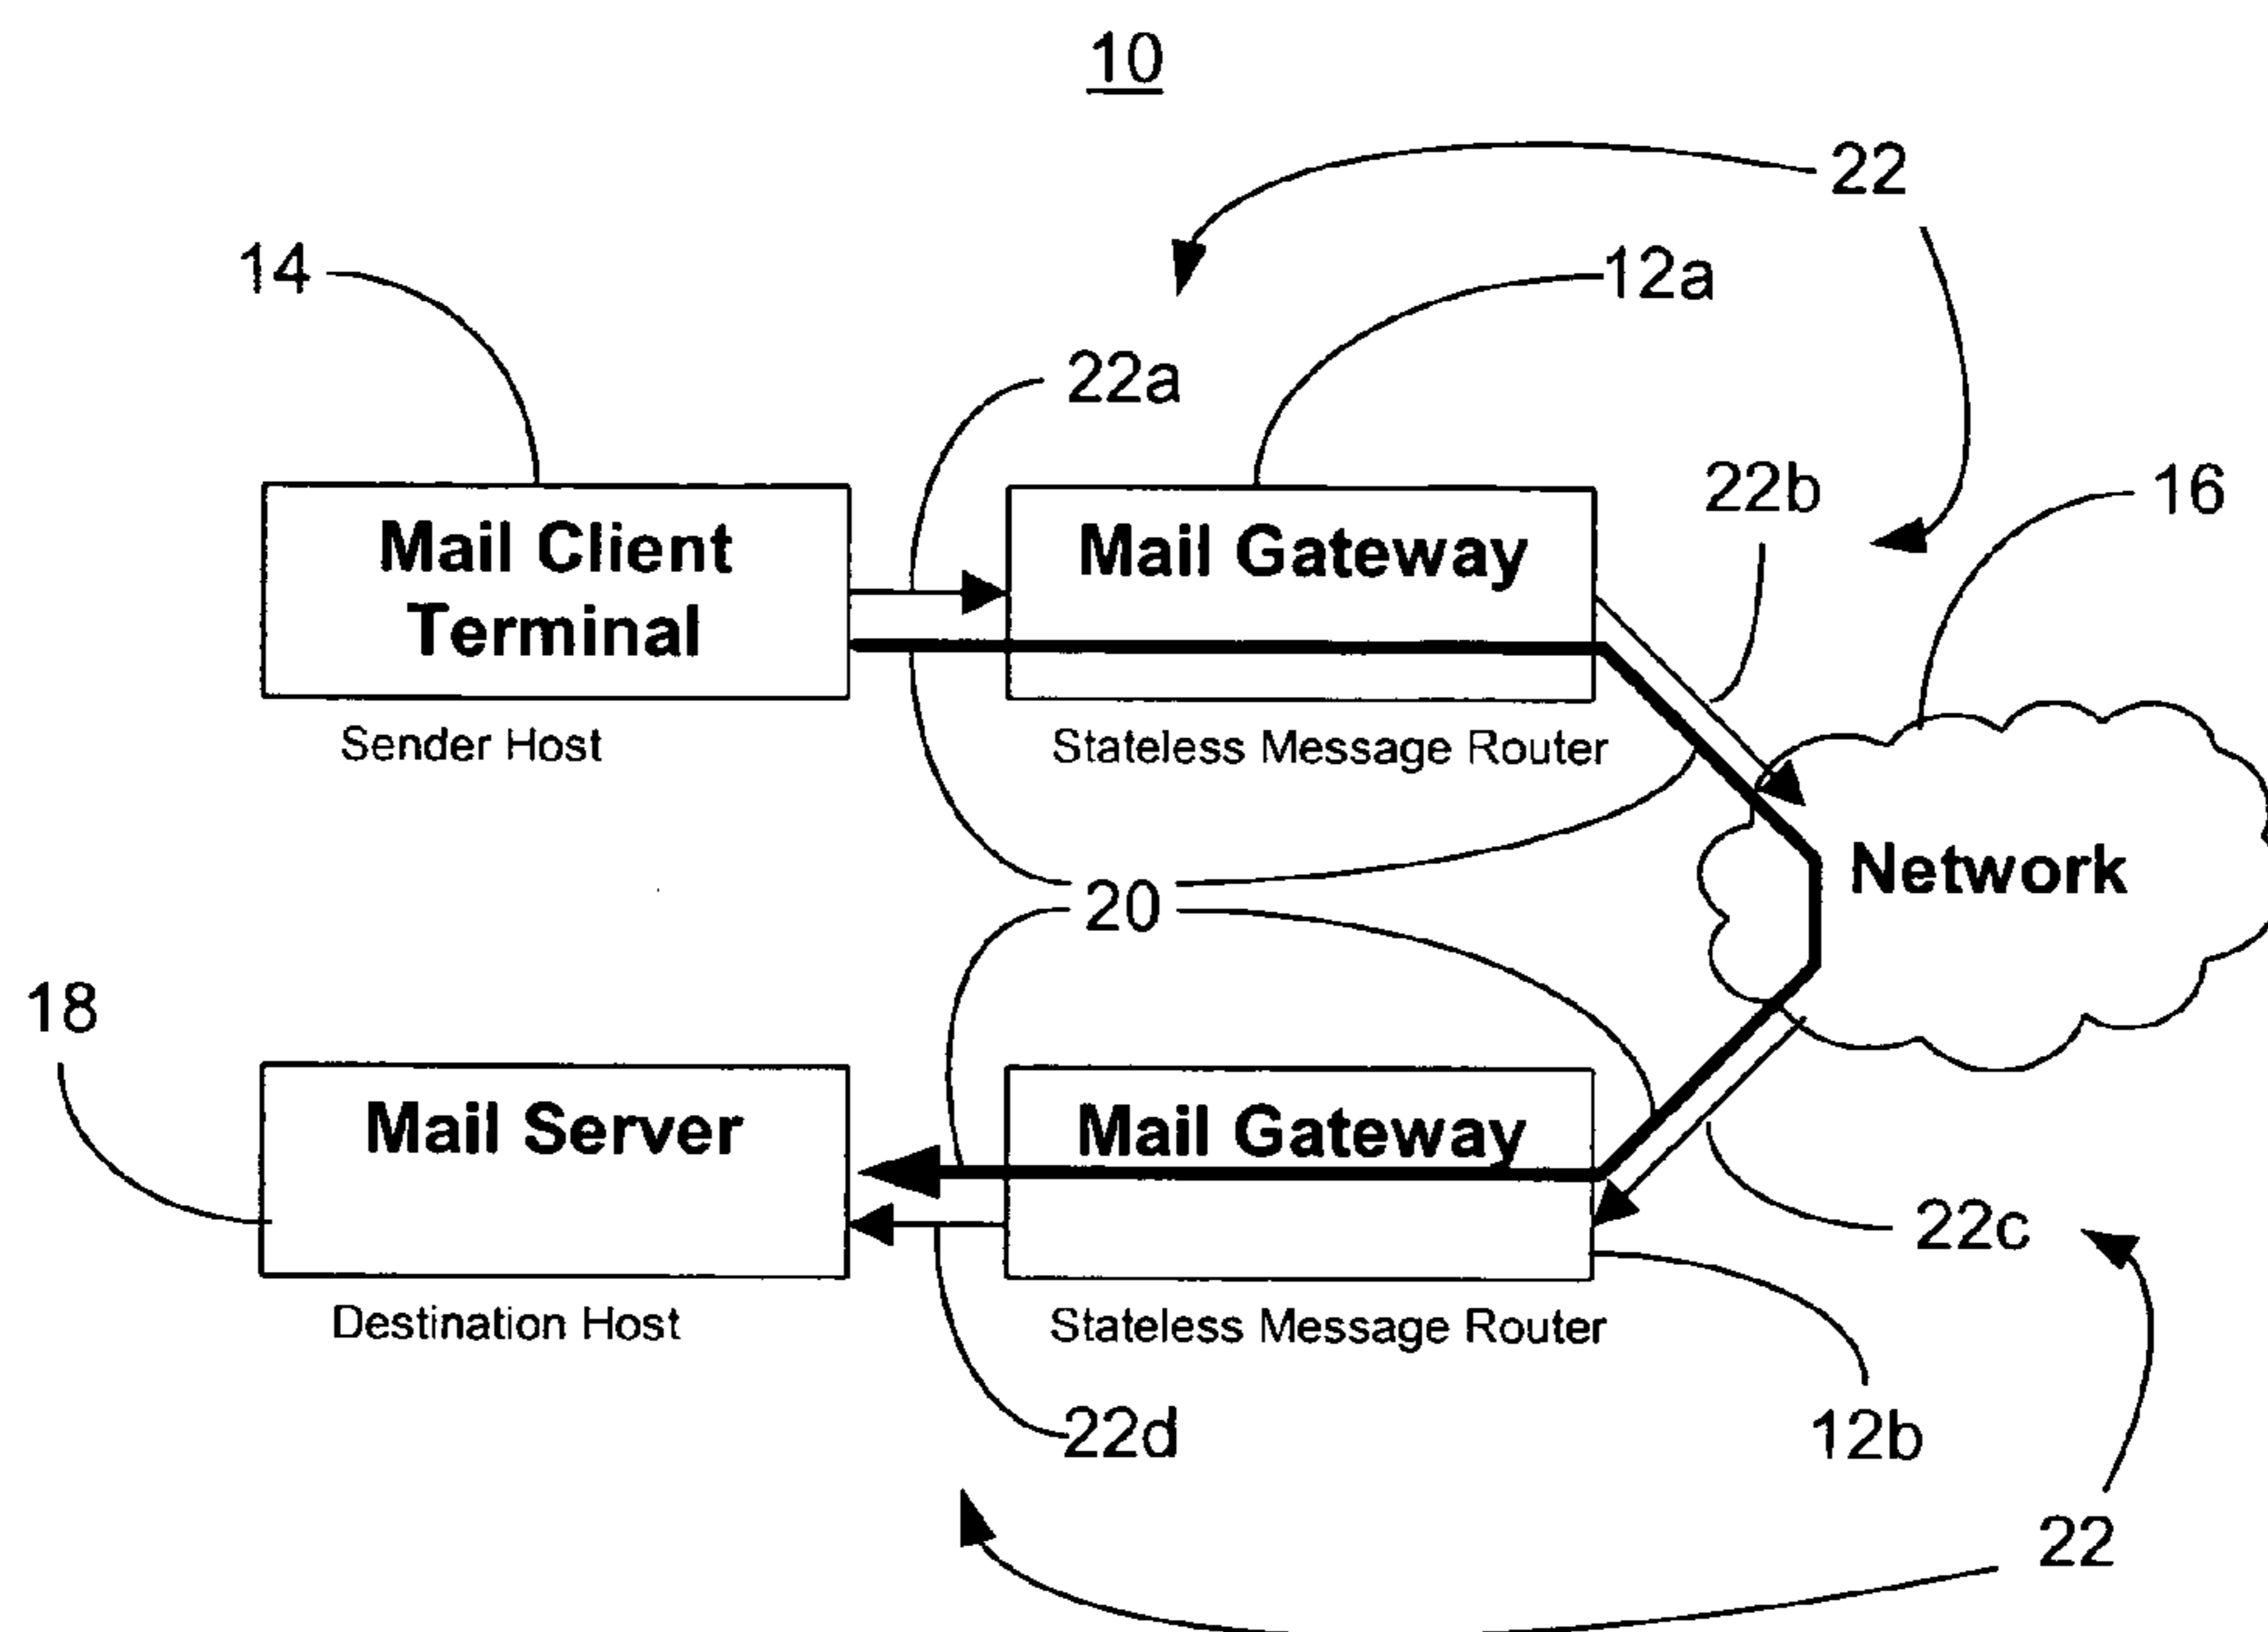 10
22
14
12a
22a
22b
16
Mail Client
Terminal
Mail Gateway
Sender Host
Stateless Message Router
Network
20
18
Mail Server
Mail Gateway
22c
Destination Host
Stateless Message Router
22d
12b
22